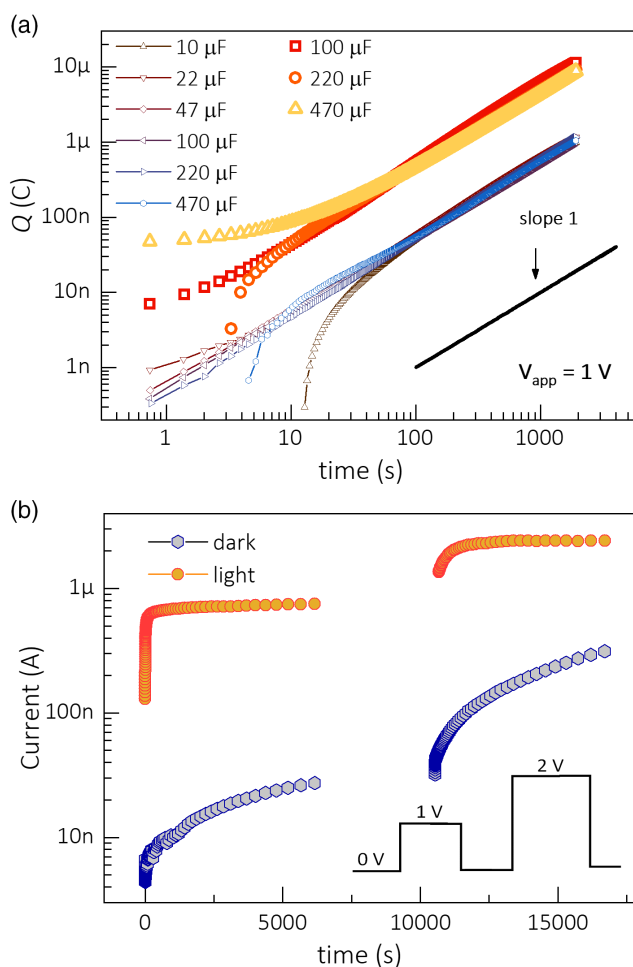 (a)
10 μF
22 μF
47 μF
100 μF
220 μF
470 μF
100 μF
220 μF
470 μF
10μ
1μ
100n
10n
1n
Q (C)
slope 1
V_app = 1 V
1
10
100
1000
time (s)
(b)
dark
light
1μ
100n
10n
Current (A)
0 V
1 V
2 V
0
5000
10000
15000
time (s)